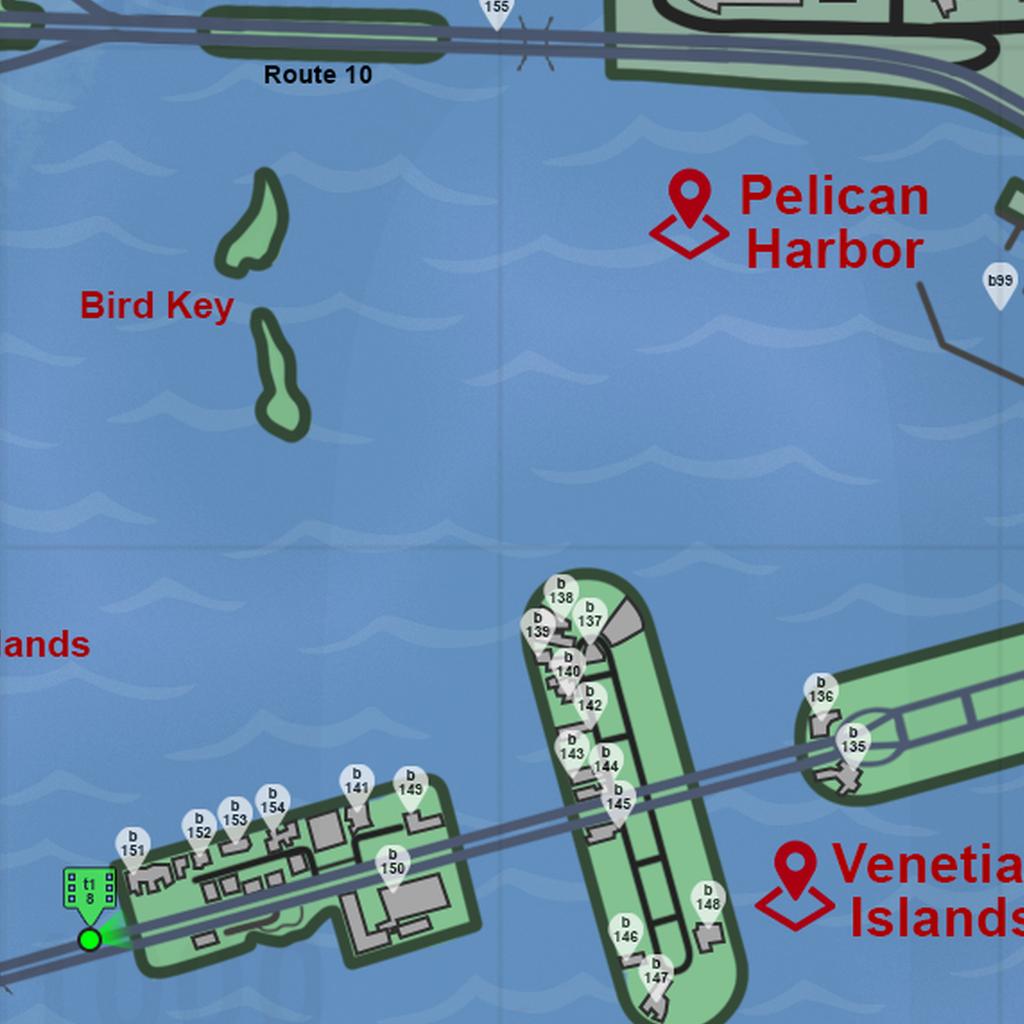 155
Route 10
Pelican
Harbor
b99
Bird Key
lands
b
138
b
137
b
139
b
140
b
136
b
142
b
135
b
143
b
144
b
145
b
141
b
149
b
154
b
153
b
152
b
151
b
150
t1
8
Venetia
Islands
b
148
b
146
b
147